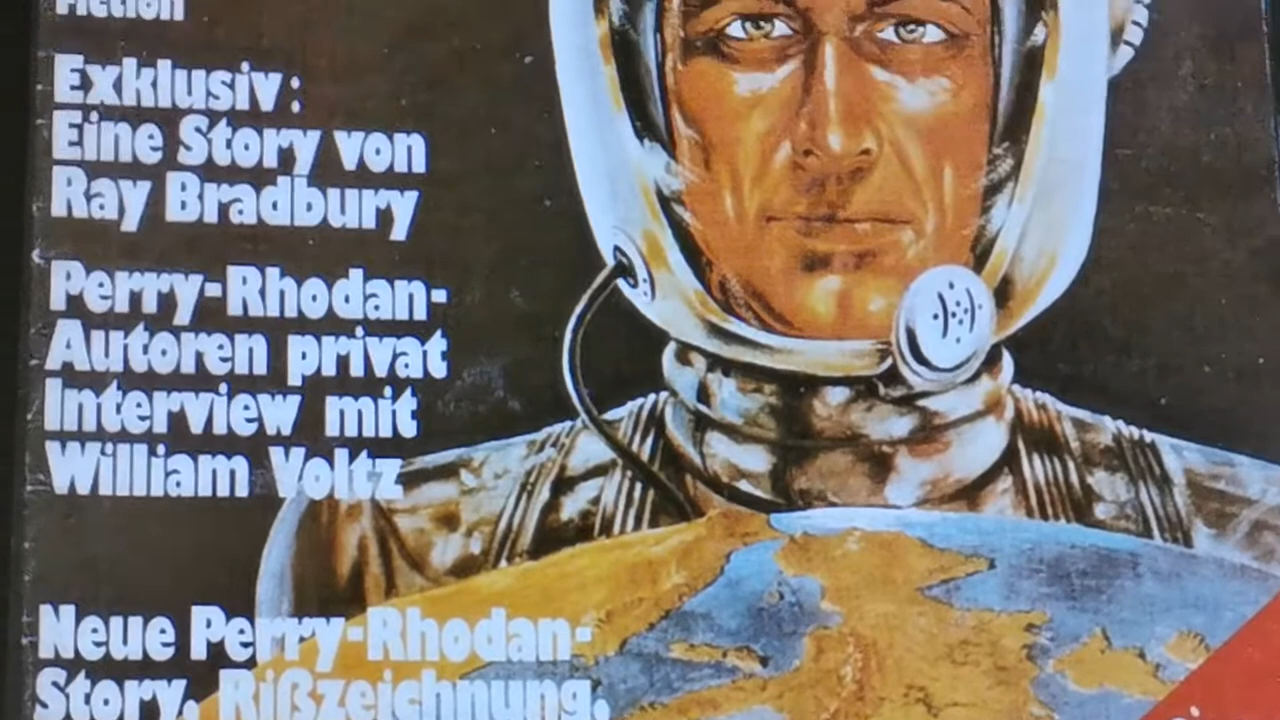 Fiction
Exklusiv:
Eine Story von
Ray Bradbury
Perry-Rhodan-
Autoren privat
Interview mit
William Voltz
Neue Perry-Rhodan-
Story, Rißzeichnung,